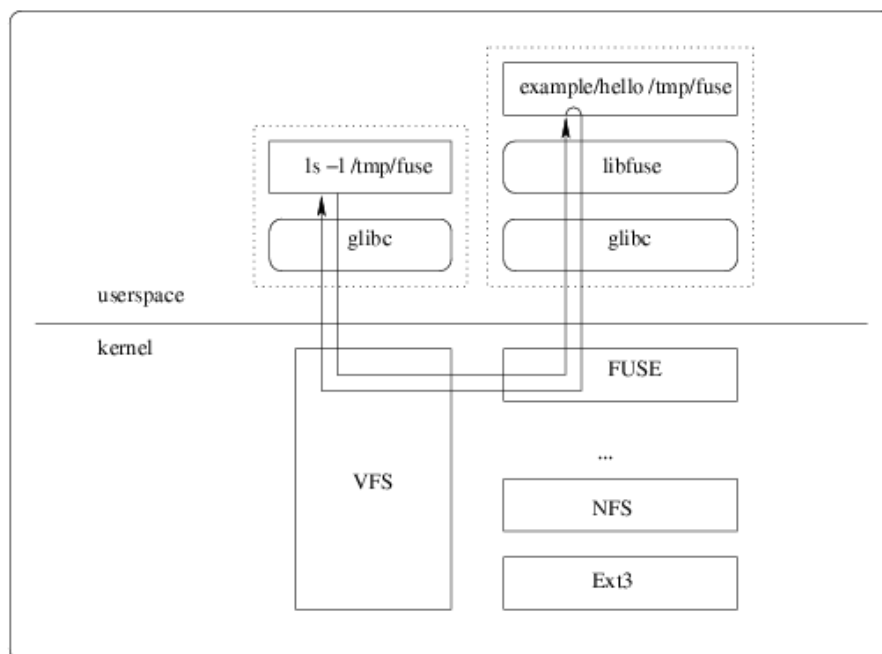 example/hello /tmp/fuse
ls –l /tmp/fuse
libfuse
glibc
glibc
userspace
kernel
FUSE
...
VFS
NFS
Ext3